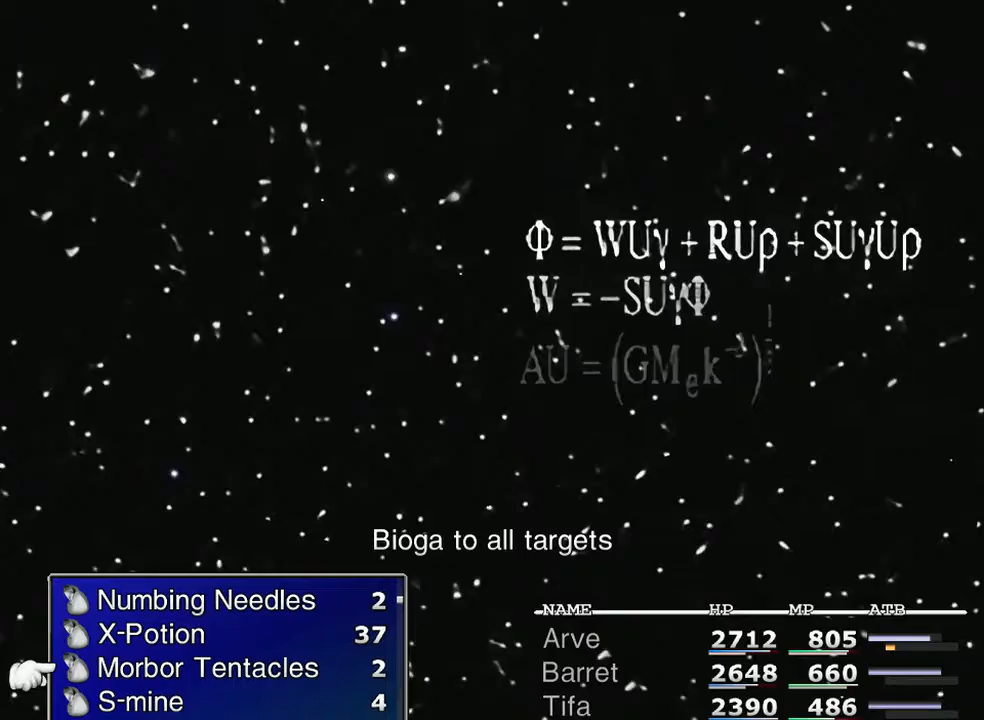 Φ = WUγ + RUρ + SUγUρ
W = -SUγΦ
AU = (GMₑk⁻
Bioga to all targets
Numbing Needles 2
X-Potion 37
Morbor Tentacles 2
S-mine 4
NAME HP MP ATB
Arve 2712 805
Barret 2648 660
Tifa 2390 486